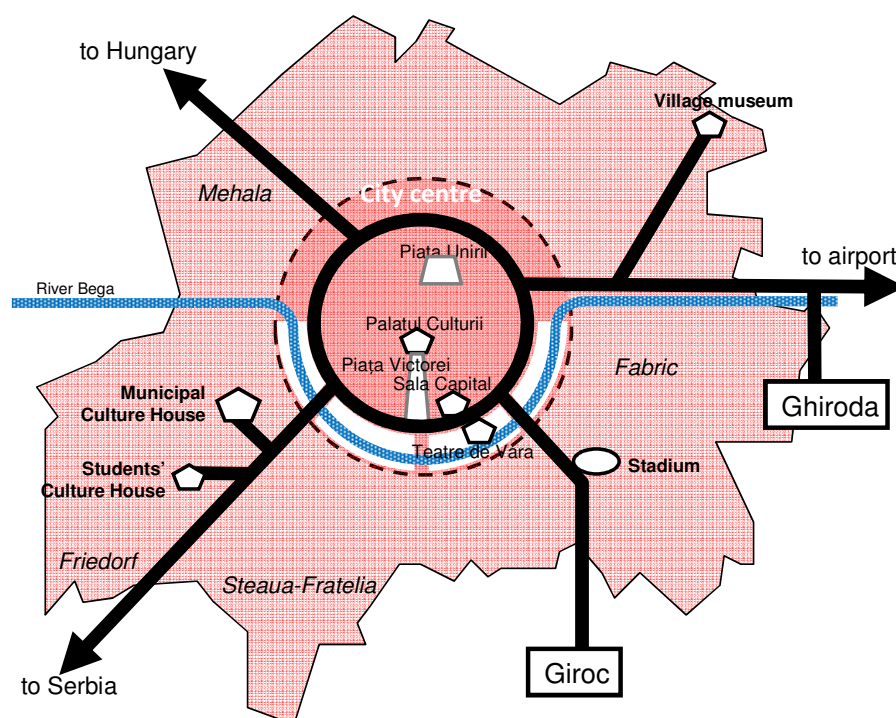 to Hungary
Village museum
Mehala
City centre
Piața Unirii
to airport
River Bega
Palatul Culturii
Piața Victorei
Sala Capital
Fabric
Municipal
Culture House
Ghiroda
Teatre de Vara
Students’
Culture House
Stadium
Friedorf
Steaua-Fratelia
Giroc
to Serbia